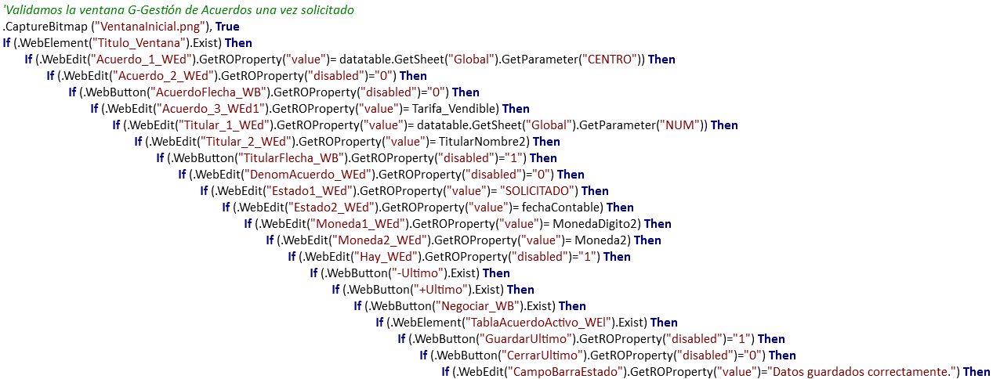 'Validamos la ventana G-Gestión de Acuerdos una vez solicitado
.CaptureBitmap ("VentanaInicial.png"), True
If (.WebElement("Titulo_Ventana").Exist) Then
If (.WebEdit("Acuerdo_1_WEd").GetROProperty("value")= datatable.GetSheet("Global").GetParameter("CENTRO")) Then
If (.WebEdit("Acuerdo_2_WEd").GetROProperty("disabled")="0") Then
If (.WebButton("AcuerdoFlecha_WB").GetROProperty("disabled")="0") Then
If (.WebEdit("Acuerdo_3_WEd1").GetROProperty("value")= Tarifa_Vendible) Then
If (.WebEdit("Titular_1_WEd").GetROProperty("value")= datatable.GetSheet("Global").GetParameter("NUM")) Then
If (.WebEdit("Titular_2_WEd").GetROProperty("value")= TitularNombre2) Then
If (.WebButton("TitularFlecha_WB").GetROProperty("disabled")="1") Then
If (.WebEdit("DenomAcuerdo_WEd").GetROProperty("disabled")="0") Then
If (.WebEdit("Estado1_WEd").GetROProperty("value")= "SOLICITADO") Then
If (.WebEdit("Estado2_WEd").GetROProperty("value")= fechaContable) Then
If (.WebEdit("Moneda1_WEd").GetROProperty("value")= MonedaDigito2) Then
If (.WebEdit("Moneda2_WEd").GetROProperty("value")= Moneda2) Then
If (.WebEdit("Hay_WEd").GetROProperty("disabled")="1") Then
If (.WebButton("-Ultimo").Exist) Then
If (.WebButton("+Ultimo").Exist) Then
If (.WebButton("Negociar_WB").Exist) Then
If (.WebElement("TablaAcuerdoActivo_WEl").Exist) Then
If (.WebButton("GuardarUltimo").GetROProperty("disabled")="1") Then
If (.WebButton("CerrarUltimo").GetROProperty("disabled")="0") Then
If (.WebEdit("CampoBarraEstado").GetROProperty("value")="Datos guardados correctamente.") Then